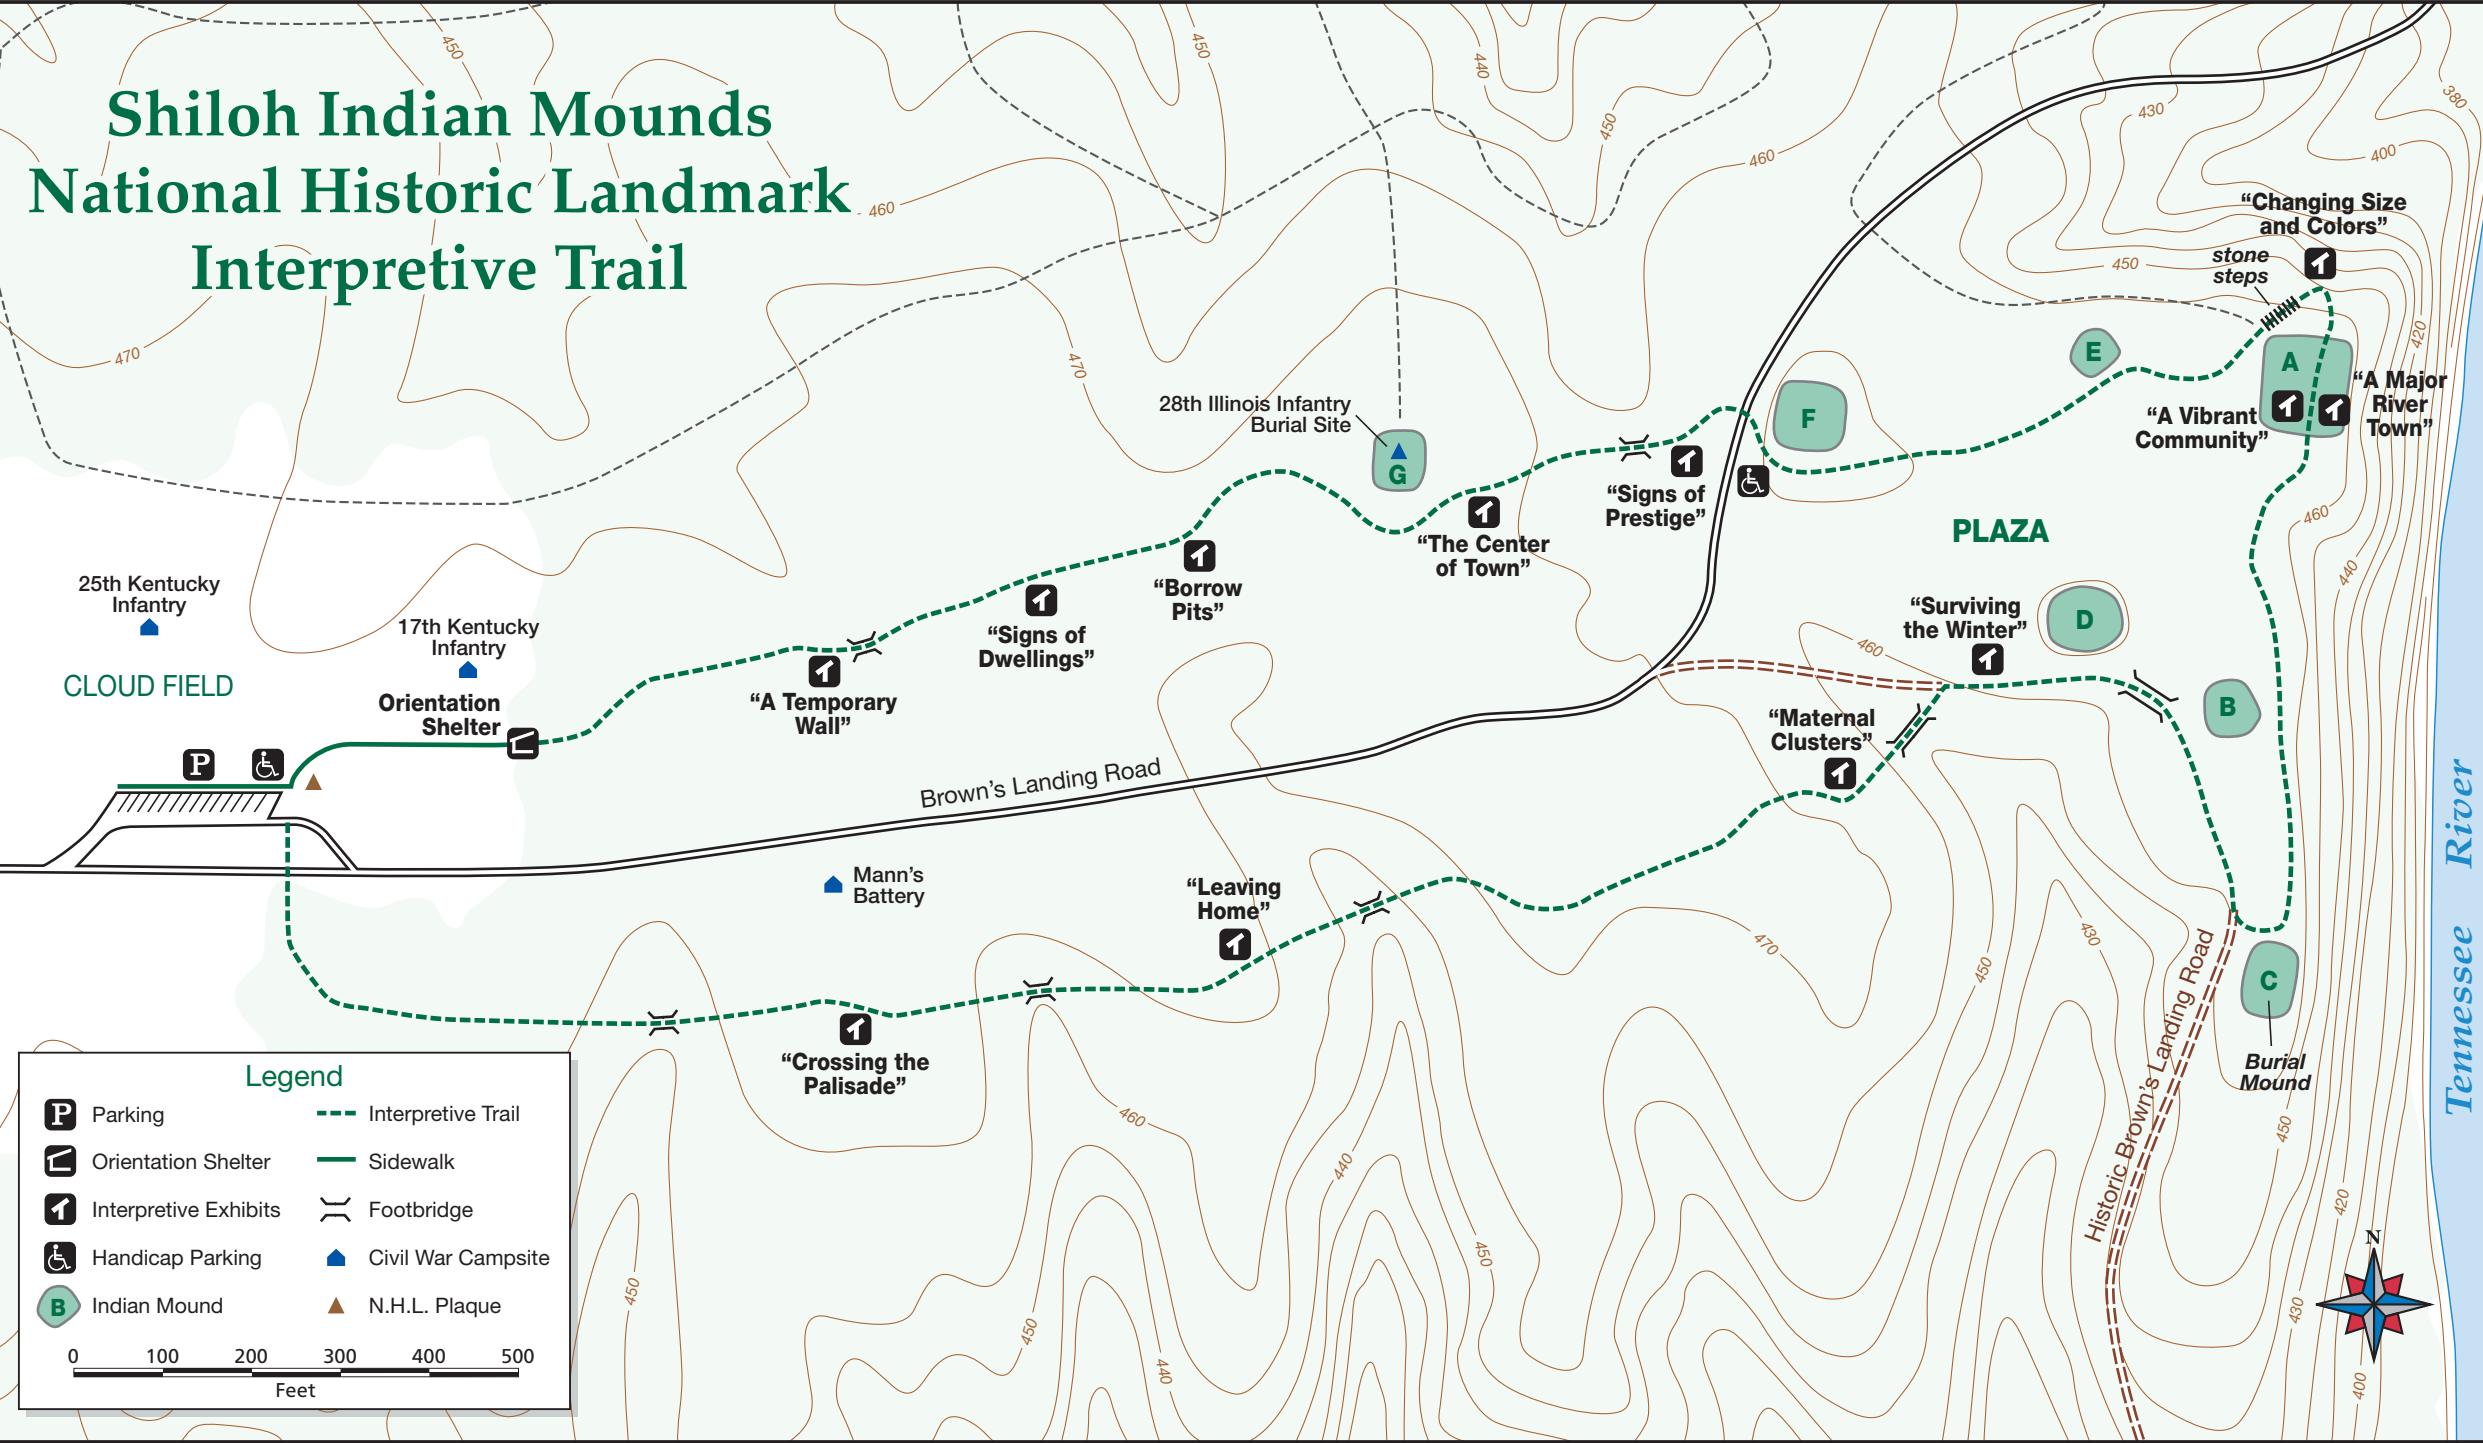 Shiloh Indian Mounds
National Historic Landmark
Interpretive Trail
450
450
440
450
460
430
380
400
460
470
470
450
420
“Changing Size
and Colors”
stone
steps
E
A
“A Major
River
Town”
“A Vibrant
Community”
F
28th Illinois Infantry
Burial Site
G
“Signs of
Prestige”
“The Center
of Town”
PLAZA
460
440
“Borrow
Pits”
“Signs of
Dwellings”
“A Temporary
Wall”
25th Kentucky
Infantry
17th Kentucky
Infantry
CLOUD FIELD
Orientation
Shelter
P
“Surviving
the Winter”
460
D
B
“Maternal
Clusters”
Brown’s Landing Road
Mann’s
Battery
“Leaving
Home”
“Crossing the
Palisade”
470
450
430
Historic Brown’s Landing Road
C
Burial
Mound
Tennessee River
460
440
450
450
440
450
450
420
430
400
N
Legend
P Parking
Orientation Shelter
Interpretive Exhibits
Handicap Parking
B Indian Mound
Interpretive Trail
Sidewalk
Footbridge
Civil War Campsite
N.H.L. Plaque
0 100 200 300 400 500
Feet